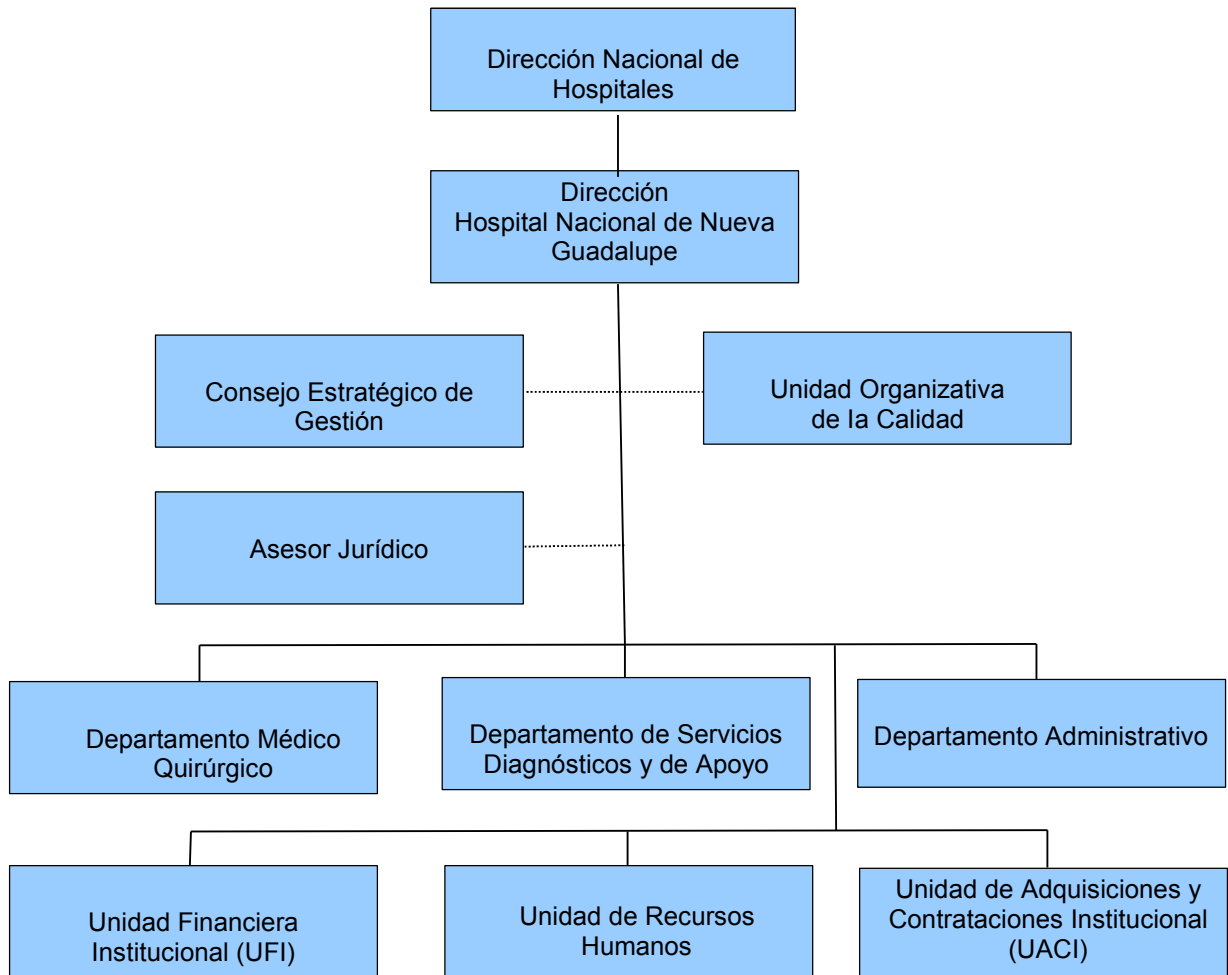 Dirección Nacional de
Hospitales
Dirección
Hospital Nacional de Nueva
Guadalupe
Consejo Estratégico de
Gestión
Unidad Organizativa
de la Calidad
Asesor Jurídico
Departamento Médico
Quirúrgico
Departamento de Servicios
Diagnósticos y de Apoyo
Departamento Administrativo
Unidad Financiera
Institucional (UFI)
Unidad de Recursos
Humanos
Unidad de Adquisiciones y
Contrataciones Institucional
(UACI)